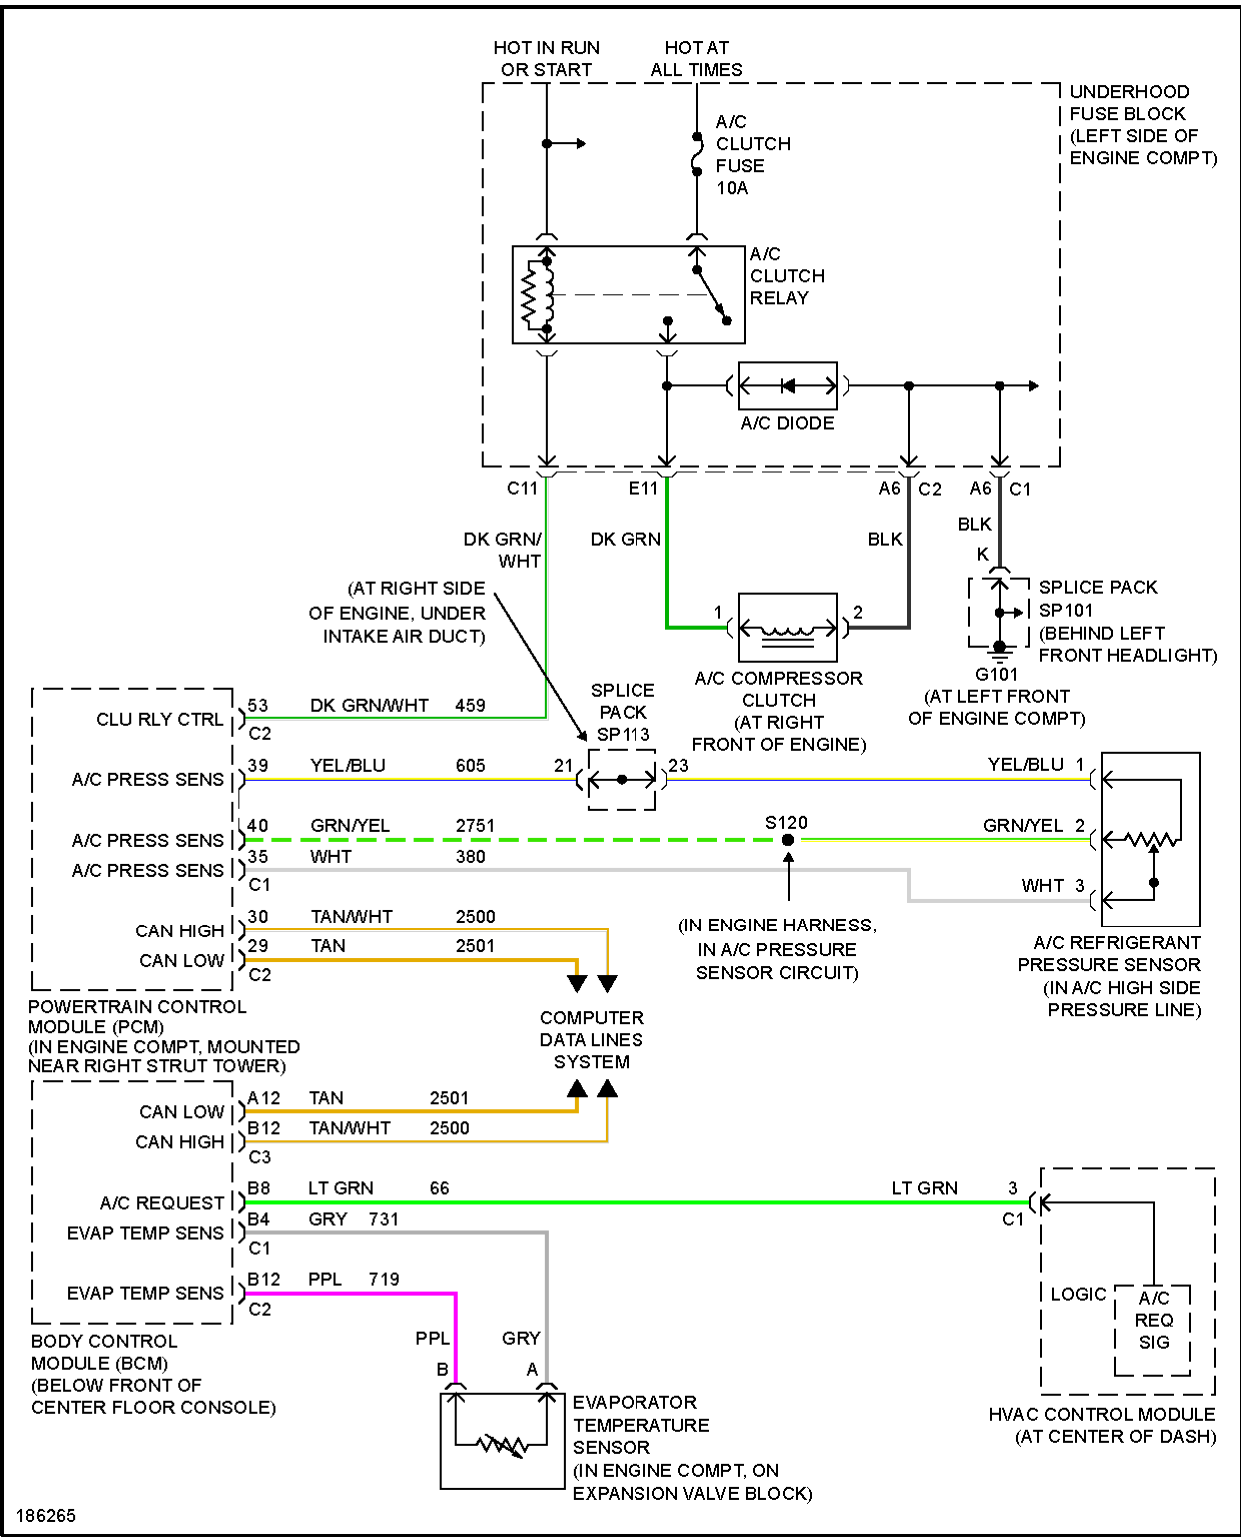 HOT IN RUN
OR START
HOT AT
ALL TIMES
UNDERHOOD
FUSE BLOCK
(LEFT SIDE OF
ENGINE COMPT)
A/C
CLUTCH
FUSE
10A
A/C
CLUTCH
RELAY
A/C DIODE
C11
E11
A6
C2
A6
C1
DK GRN/
WHT
DK GRN
BLK
BLK
K
(AT RIGHT SIDE
OF ENGINE, UNDER
INTAKE AIR DUCT)
1
2
SPLICE PACK
SP101
(BEHIND LEFT
FRONT HEADLIGHT)
G101
(AT LEFT FRONT
OF ENGINE COMPT)
A/C COMPRESSOR
CLUTCH
(AT RIGHT
FRONT OF ENGINE)
SPLICE
PACK
SP113
CLU RLY CTRL
53
DK GRN/WHT
459
C2
A/C PRESS SENS
39
YEL/BLU
605
21
23
YEL/BLU
1
A/C PRESS SENS
40
GRN/YEL
2751
S120
GRN/YEL
2
A/C PRESS SENS
35
WHT
380
WHT
3
C1
CAN HIGH
30
TAN/WHT
2500
CAN LOW
29
TAN
2501
C2
(IN ENGINE HARNESS,
IN A/C PRESSURE
SENSOR CIRCUIT)
A/C REFRIGERANT
PRESSURE SENSOR
(IN A/C HIGH SIDE
PRESSURE LINE)
POWERTRAIN CONTROL
MODULE (PCM)
(IN ENGINE COMPT, MOUNTED
NEAR RIGHT STRUT TOWER)
COMPUTER
DATA LINES
SYSTEM
CAN LOW
A12
TAN
2501
CAN HIGH
B12
TAN/WHT
2500
C3
A/C REQUEST
B8
LT GRN
66
LT GRN
3
C1
EVAP TEMP SENS
B4
GRY
731
C1
EVAP TEMP SENS
B12
PPL
719
C2
LOGIC
A/C
REQ
SIG
BODY CONTROL
MODULE (BCM)
(BELOW FRONT OF
CENTER FLOOR CONSOLE)
PPL
GRY
B
A
EVAPORATOR
TEMPERATURE
SENSOR
(IN ENGINE COMPT, ON
EXPANSION VALVE BLOCK)
HVAC CONTROL MODULE
(AT CENTER OF DASH)
186265